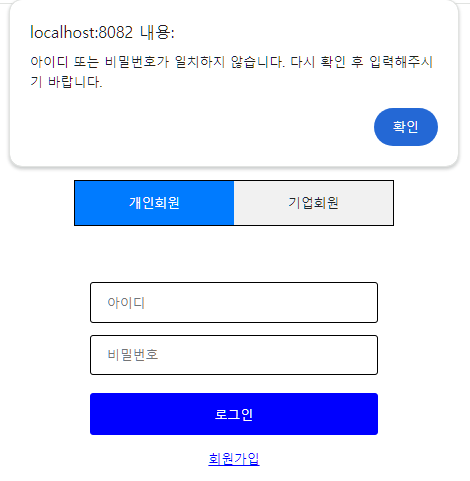 localhost:8082 내용:
아이디 또는 비밀번호가 일치하지 않습니다. 다시 확인 후 입력해주시
기 바랍니다.
확인
개인회원 기업회원
아이디
비밀번호
로그인
회원가입